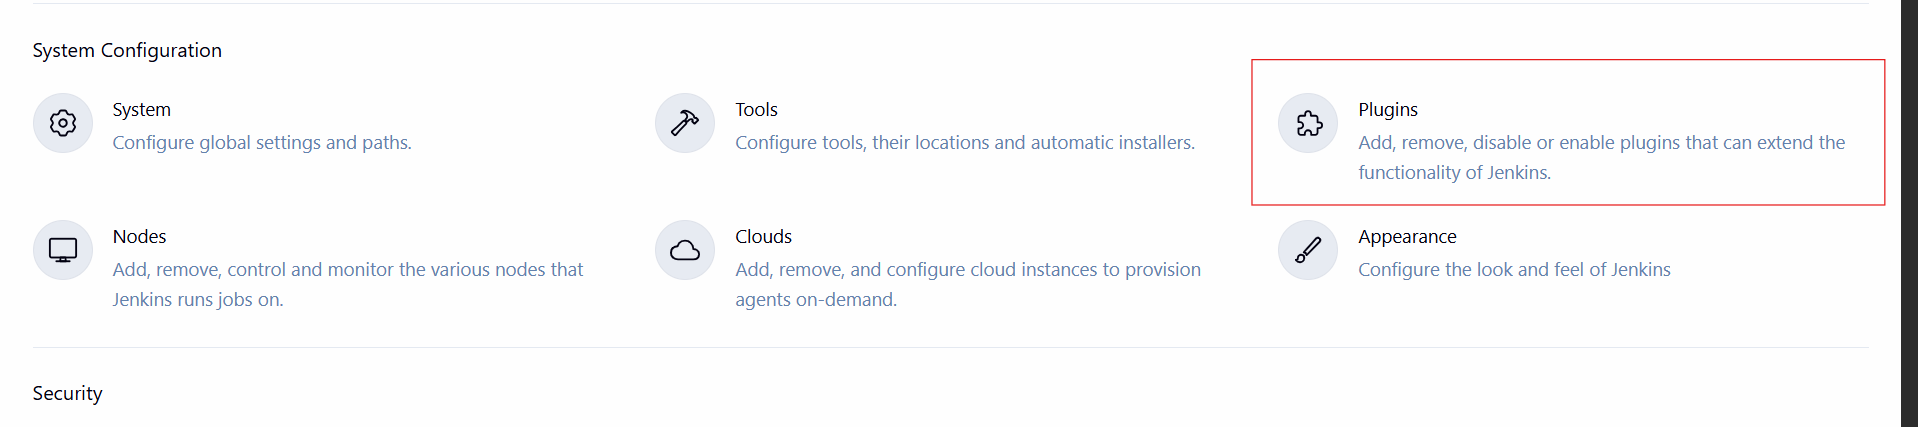 System Configuration
System
Configure global settings and paths.
Tools
Configure tools, their locations and automatic installers.
Plugins
Add, remove, disable or enable plugins that can extend the
functionality of Jenkins.
Nodes
Add, remove, control and monitor the various nodes that
Jenkins runs jobs on.
Clouds
Add, remove, and configure cloud instances to provision
agents on-demand.
Appearance
Configure the look and feel of Jenkins
Security